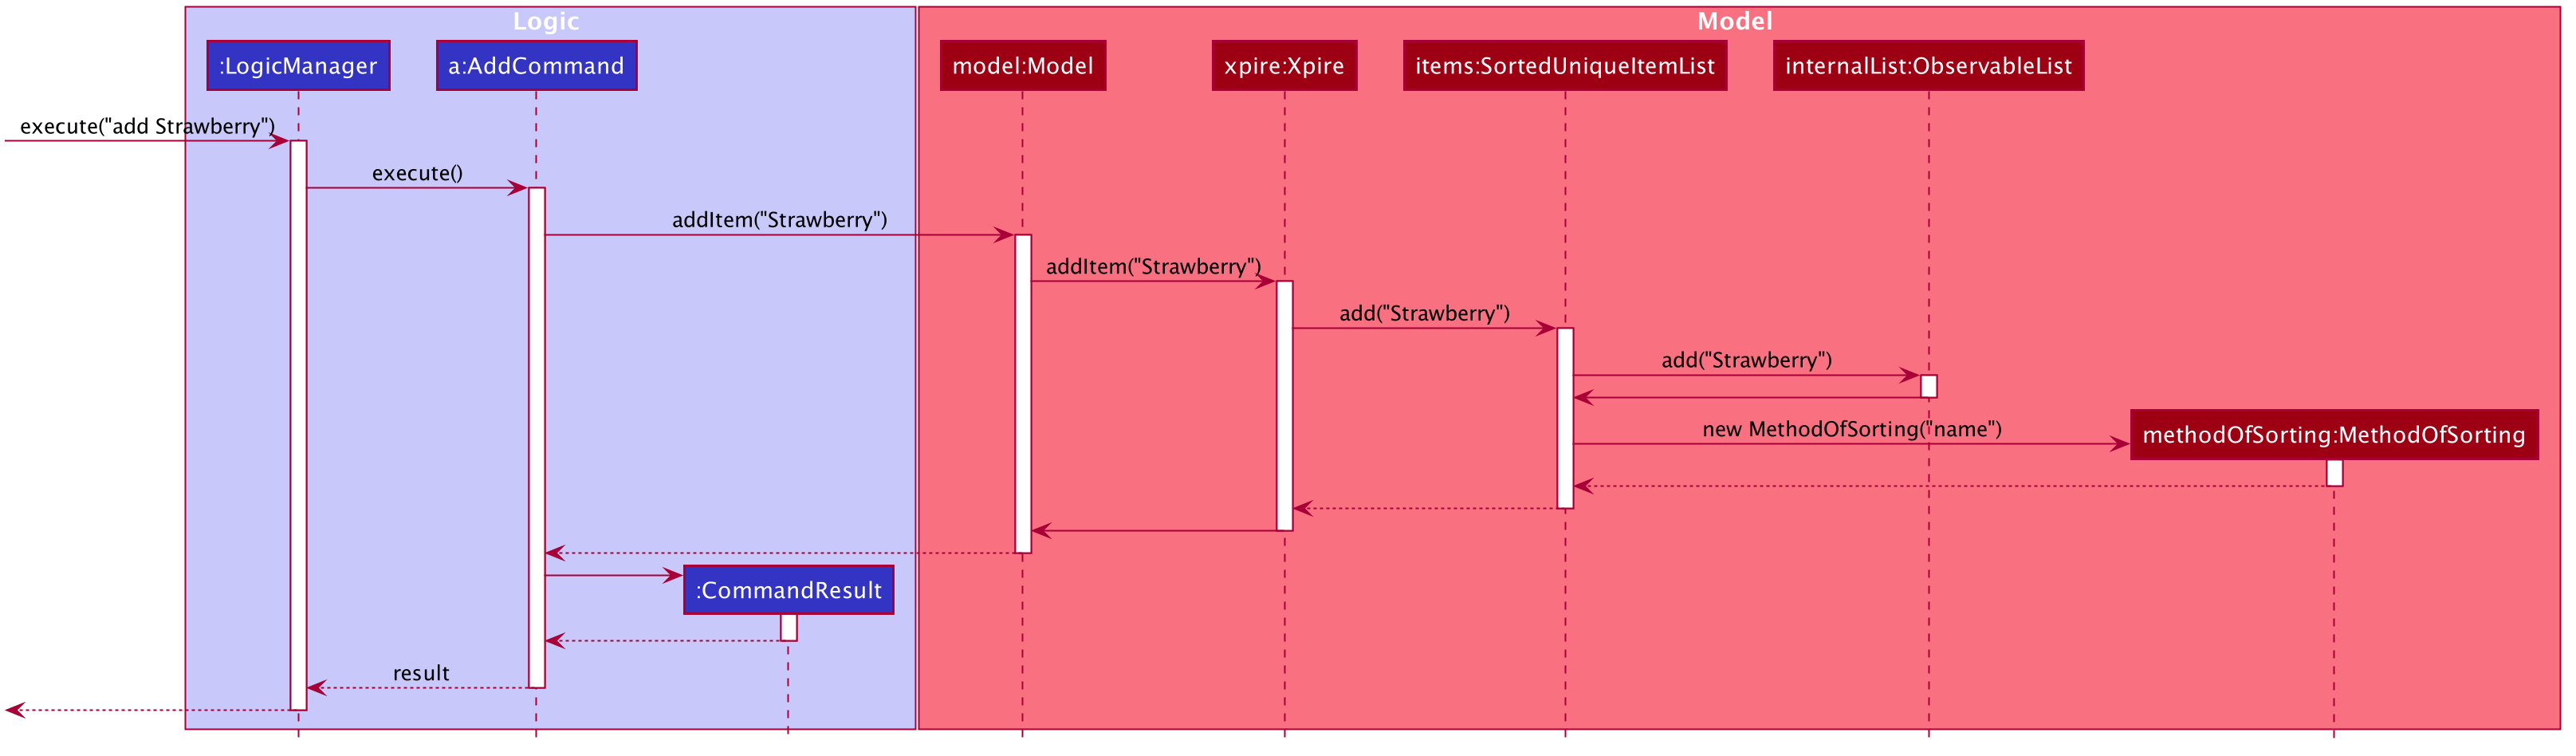 Logic
Model
:LogicManager
a:AddCommand
model:Model
xpire:Xpire
items:SortedUniqueItemList
internalList:ObservableList
execute("add Strawberry")
execute()
addItem("Strawberry")
addItem("Strawberry")
add("Strawberry")
add("Strawberry")
new MethodOfSorting("name")
methodOfSorting:MethodOfSorting
:CommandResult
result